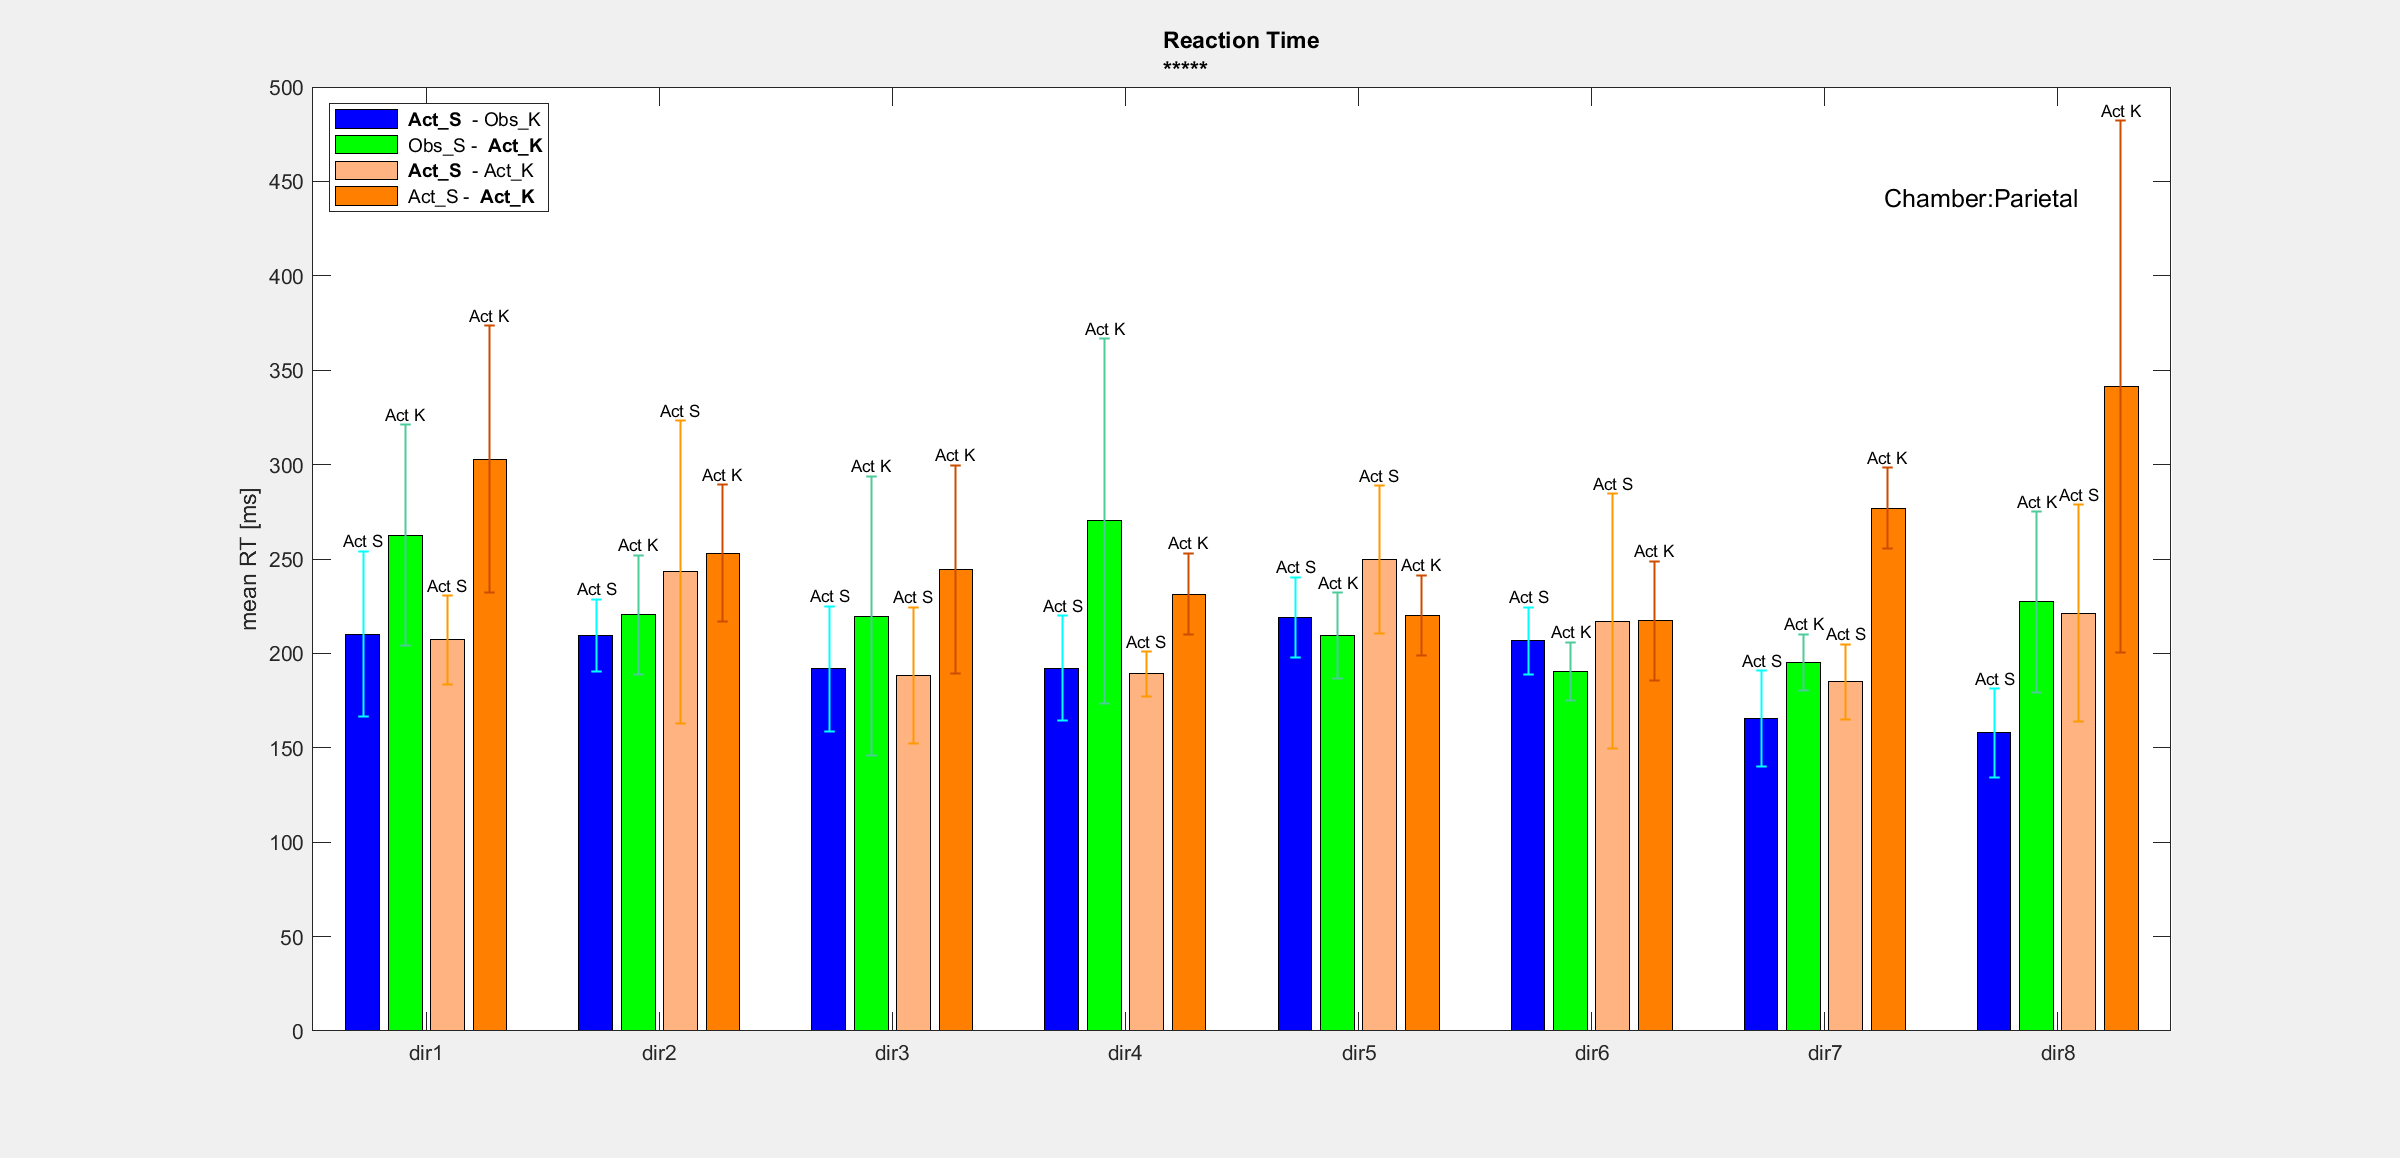 Reaction Time
*****
500
450
400
350
300
250
200
150
100
50
0
mean RT [ms]
Act_S - Obs_K
Obs_S - Act_K
Act_S - Act_K
Act_S - Act_K
Chamber:Parietal
Act S
Act K
Act S
Act K
Act S
Act K
Act S
Act K
Act S
Act K
Act S
Act K
Act S
Act K
Act S
Act K
Act S
Act K
Act S
Act K
Act S
Act K
Act S
Act K
Act S
Act K
Act S
Act K
Act S
Act K
Act S
Act K
dir1
dir2
dir3
dir4
dir5
dir6
dir7
dir8